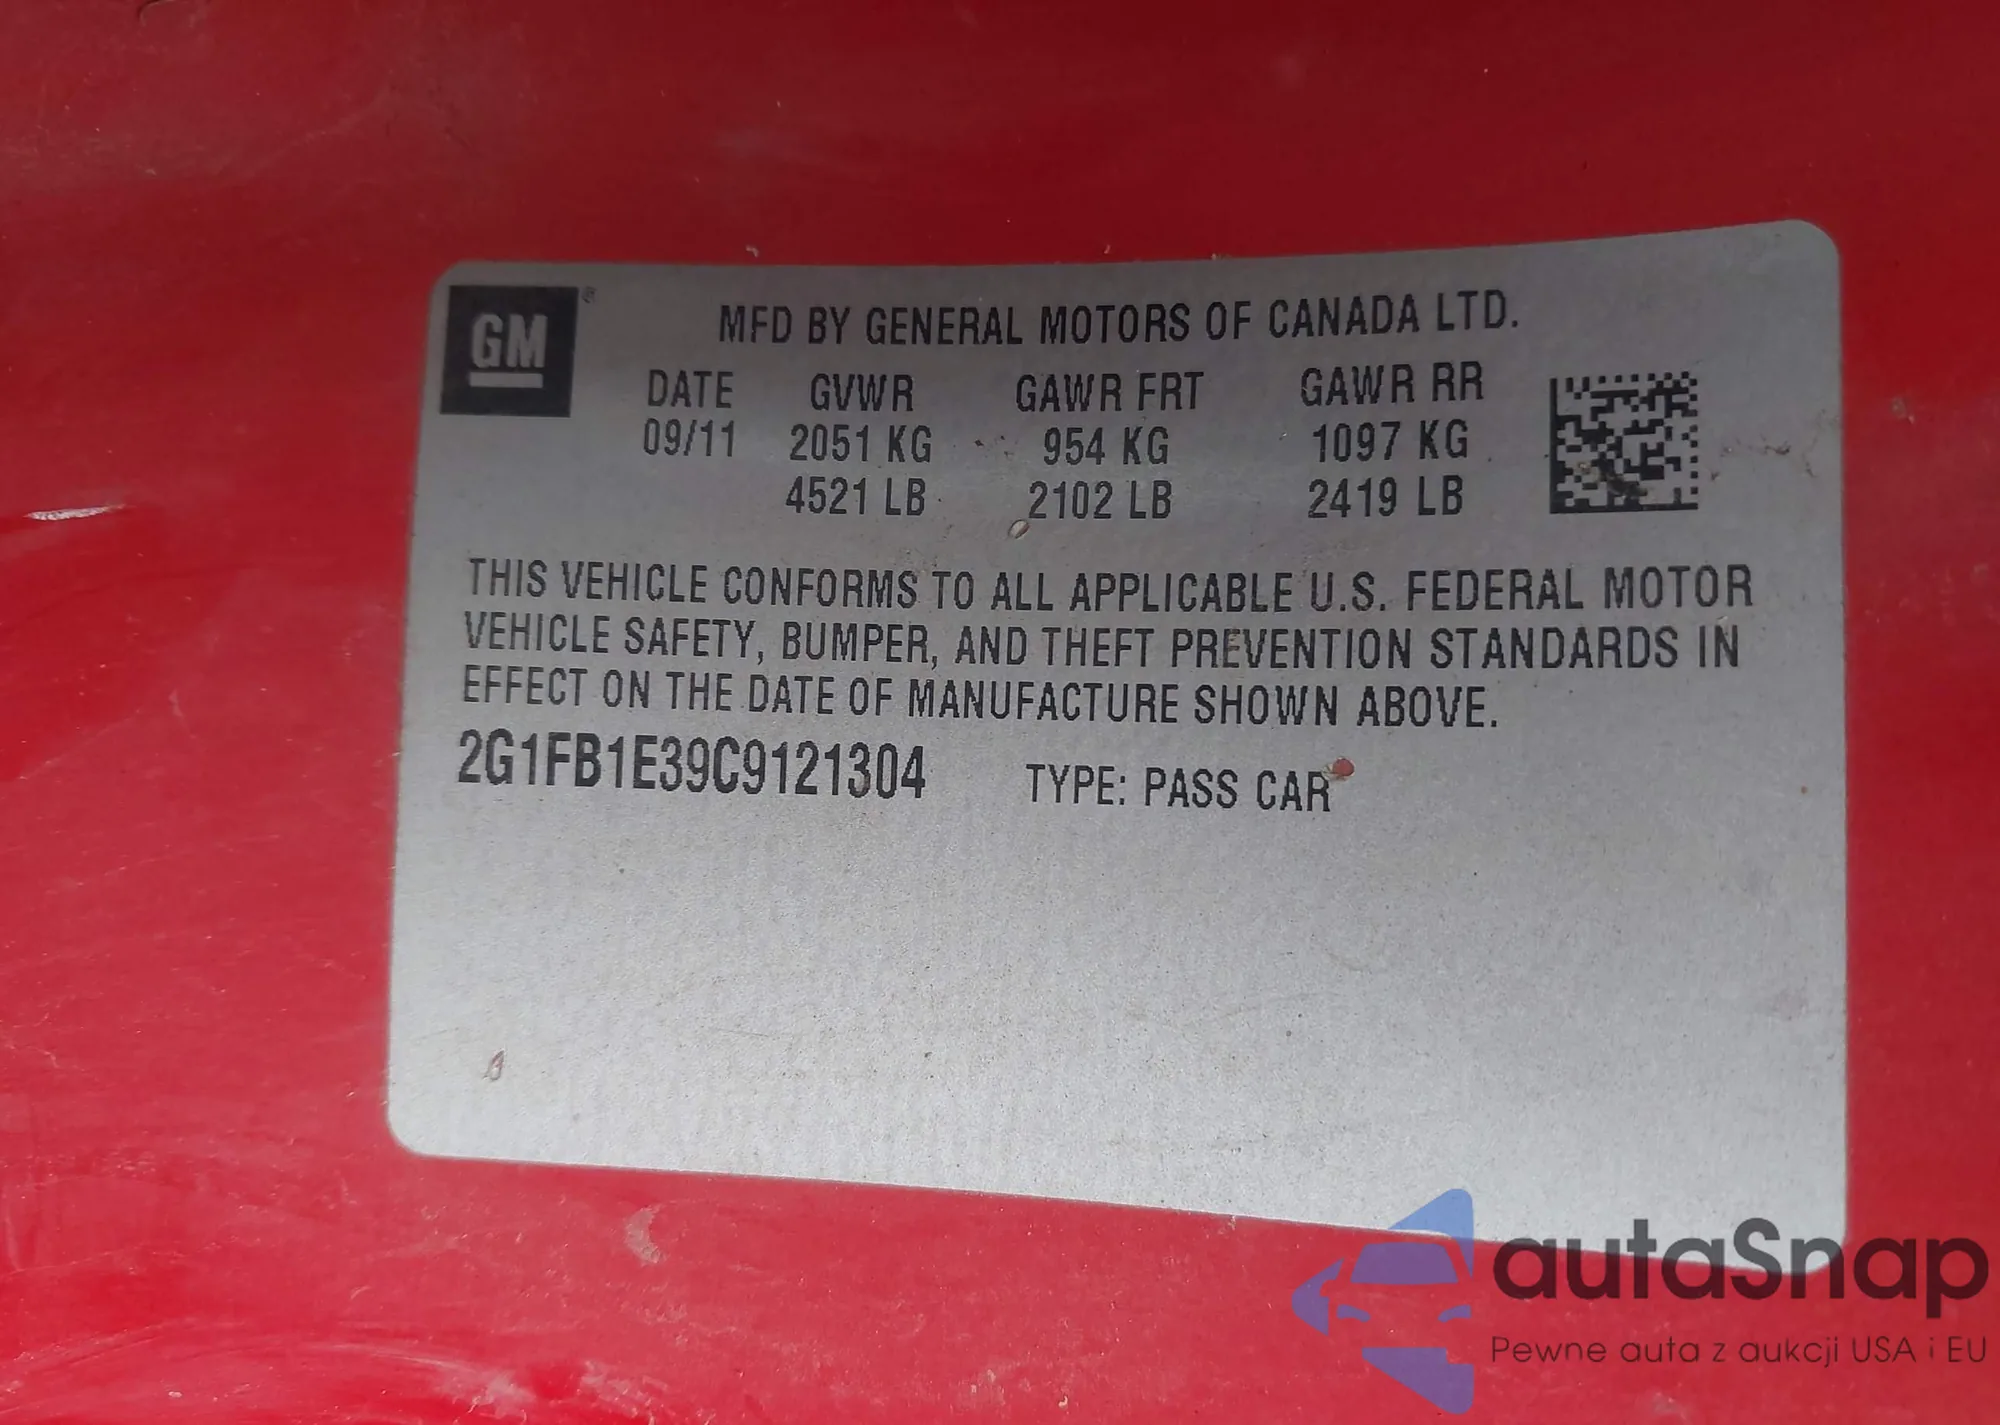 GM ®
MFD BY GENERAL MOTORS OF CANADA LTD.
DATE GVWR GAWR FRT GAWR RR
09/11 2051 KG 954 KG 1097 KG
4521 LB 2102 LB 2419 LB
THIS VEHICLE CONFORMS TO ALL APPLICABLE U.S. FEDERAL MOTOR
VEHICLE SAFETY, BUMPER, AND THEFT PREVENTION STANDARDS IN
EFFECT ON THE DATE OF MANUFACTURE SHOWN ABOVE.
2G1FB1E39C9121304 TYPE: PASS CAR
autaSnap
Pewne auta z aukcji USA i EU